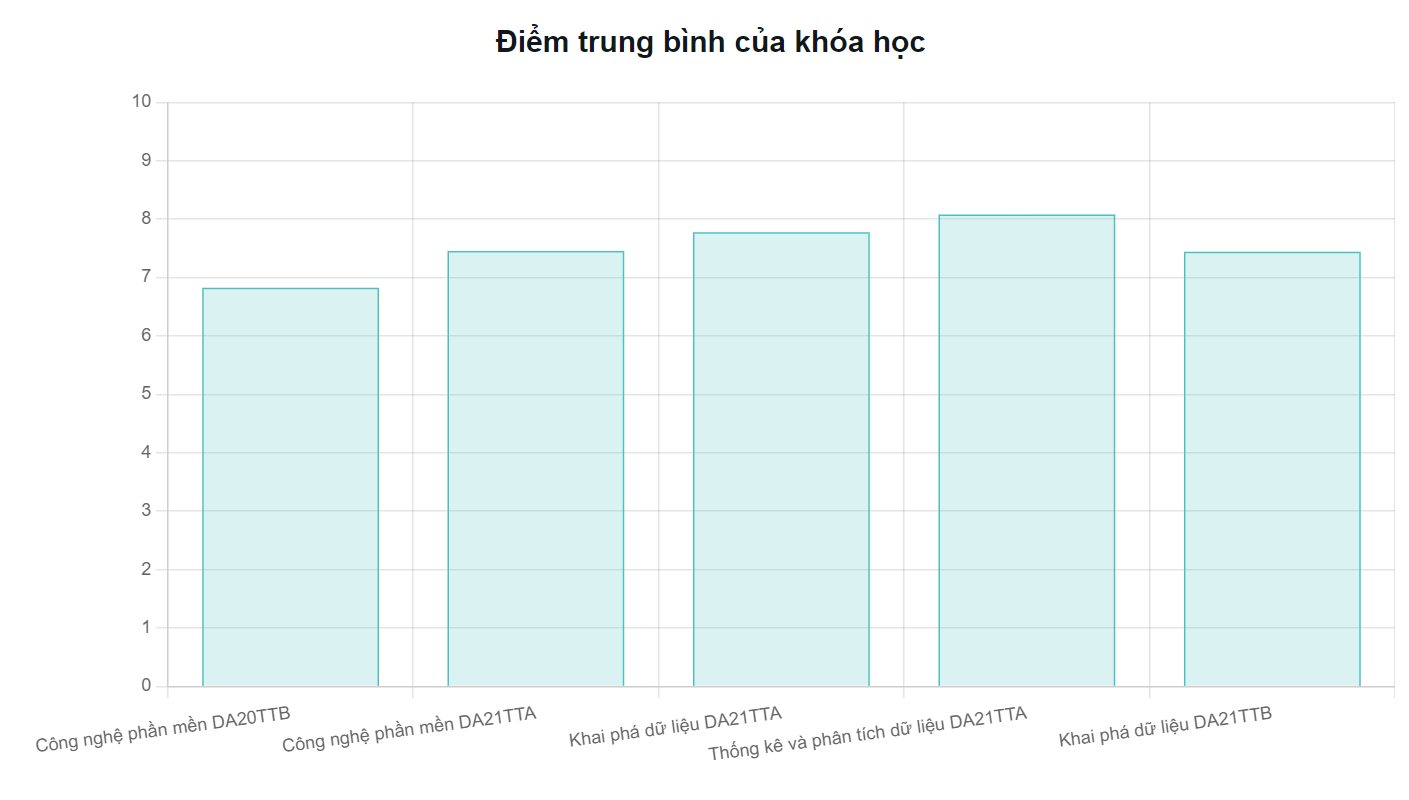 Điểm trung bình của khóa học
10
9
8
7
6
5
4
3
2
1
0
Công nghệ phần mền DA20TTB
Công nghệ phần mền DA21TTA
Khai phá dữ liệu DA21TTA
Thống kê và phân tích dữ liệu DA21TTA
Khai phá dữ liệu DA21TTB